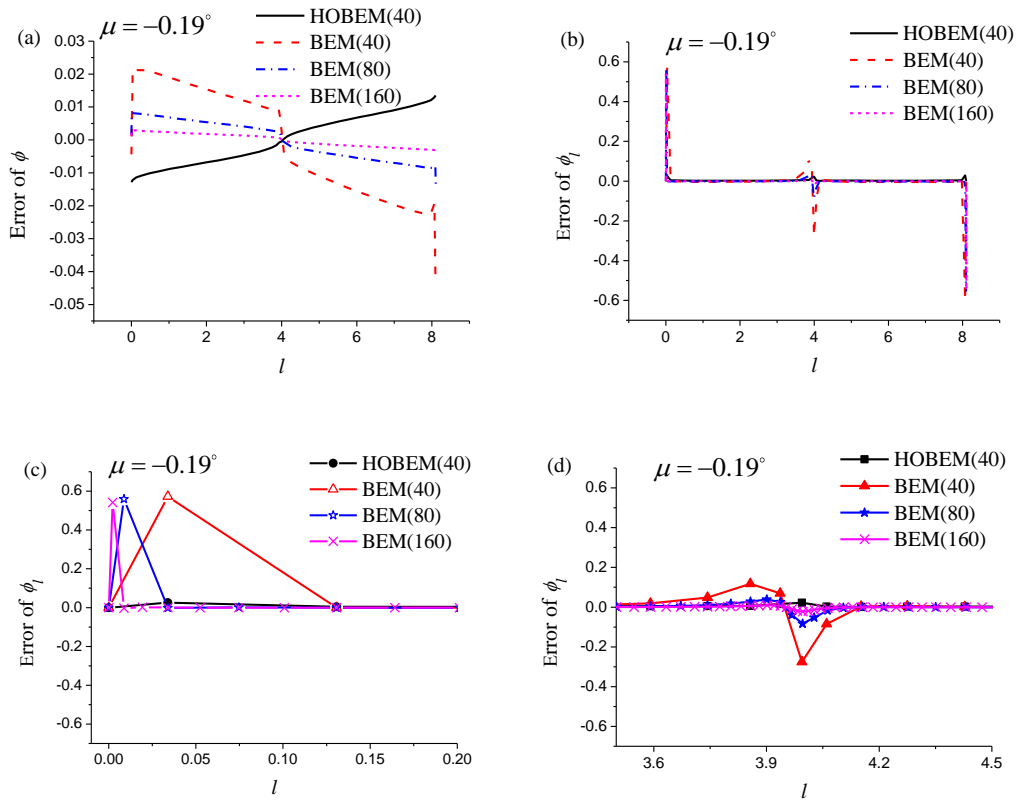 (a)
μ = −0.19°
HOBEM(40)
BEM(40)
BEM(80)
BEM(160)
0.03
0.02
0.01
0.00
-0.01
-0.02
-0.03
-0.04
-0.05
Error of ϕ
0 2 4 6 8
l
(b)
μ = −0.19°
HOBEM(40)
BEM(40)
BEM(80)
BEM(160)
0.6
0.4
0.2
0.0
-0.2
-0.4
-0.6
Error of ϕ_l
0 2 4 6 8
l
(c)
μ = −0.19°
HOBEM(40)
BEM(40)
BEM(80)
BEM(160)
0.6
0.4
0.2
0.0
-0.2
-0.4
-0.6
Error of ϕ_l
0.00 0.05 0.10 0.15 0.20
l
(d)
μ = −0.19°
HOBEM(40)
BEM(40)
BEM(80)
BEM(160)
0.6
0.4
0.2
0.0
-0.2
-0.4
-0.6
Error of ϕ_l
3.6 3.9 4.2 4.5
l